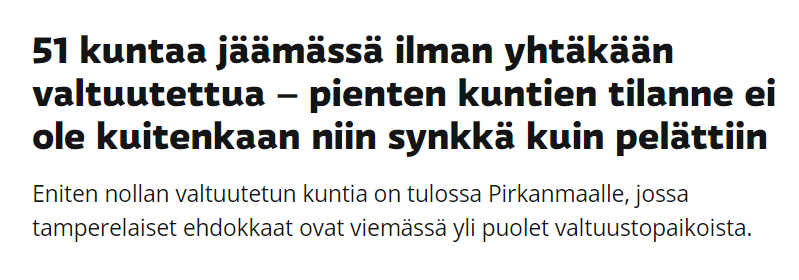 51 kuntaa jäämässä ilman yhtäkään
valtuutettua – pienten kuntien tilanne ei
ole kuitenkaan niin synkkä kuin pelättiin
Eniten nollan valtuutetun kuntia on tulossa Pirkanmaalle, jossa
tamperelaiset ehdokkaat ovat viemässä yli puolet valtuustopaikoista.